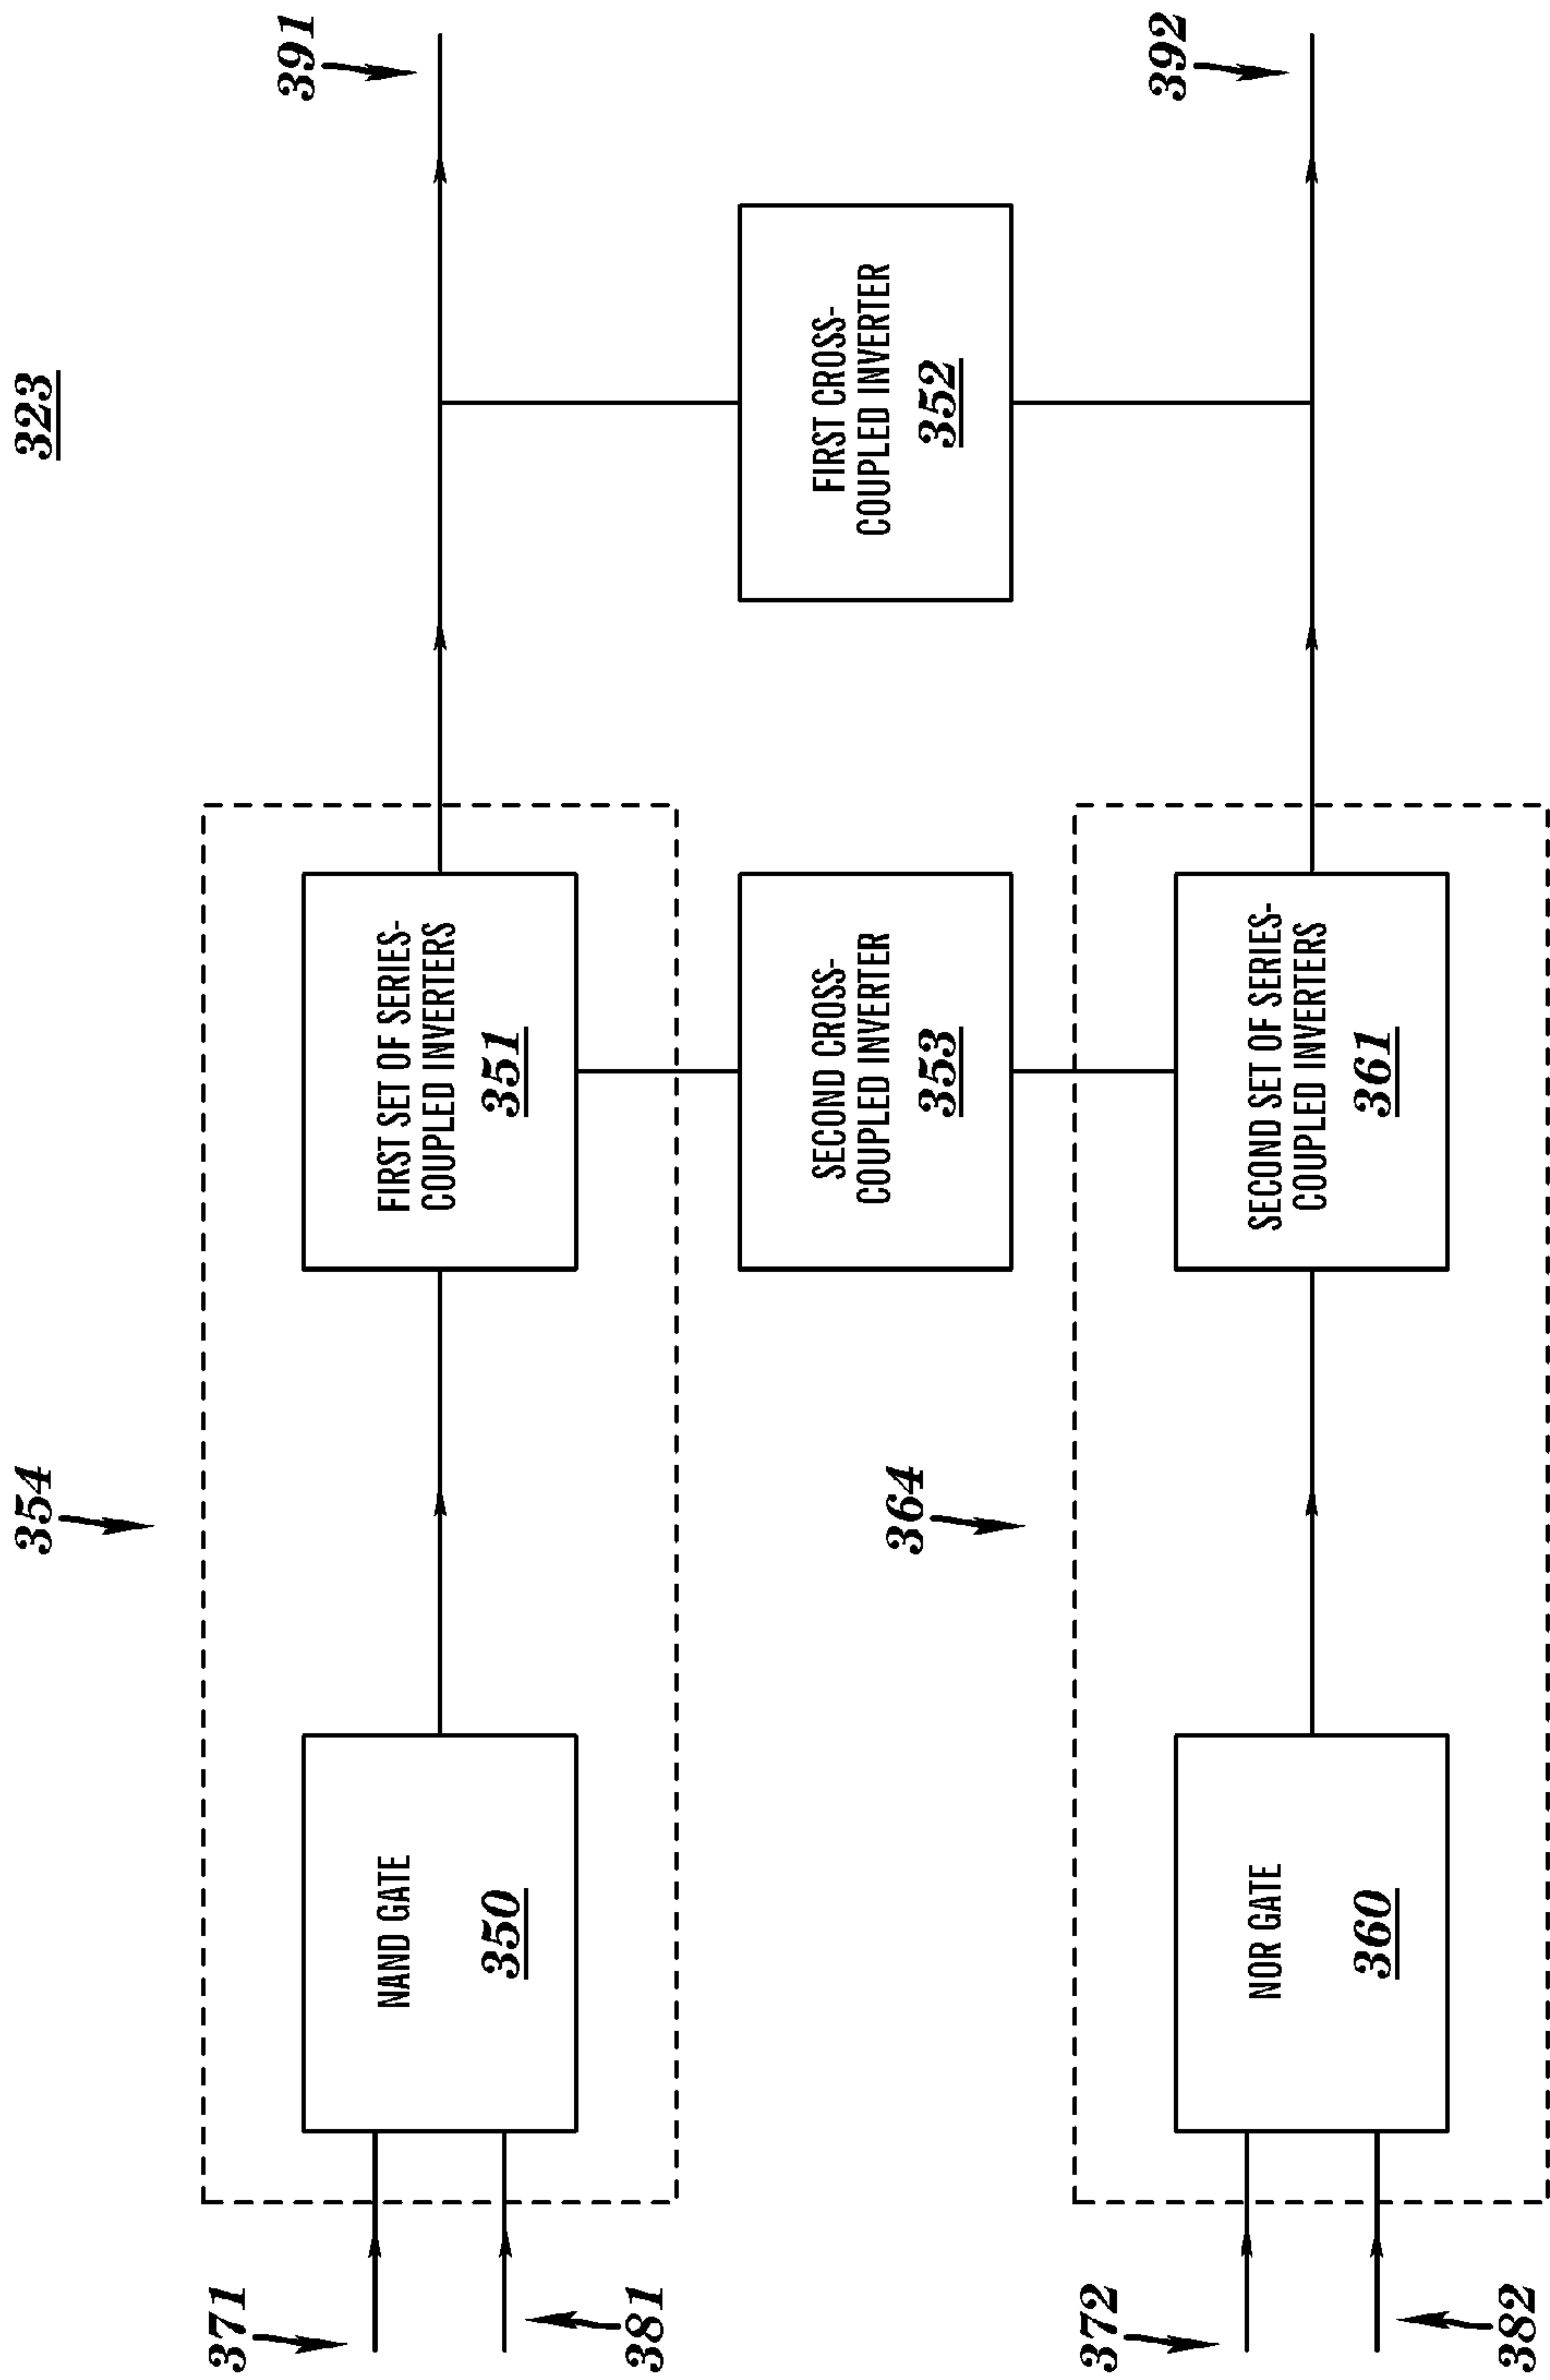 323
354
371
381
NAND GATE
350
FIRST SET OF SERIES-
COUPLED INVERTERS
351
391
SECOND CROSS-
COUPLED INVERTER
353
FIRST CROSS-
COUPLED INVERTER
352
364
372
382
NOR GATE
360
SECOND SET OF SERIES-
COUPLED INVERTERS
361
392